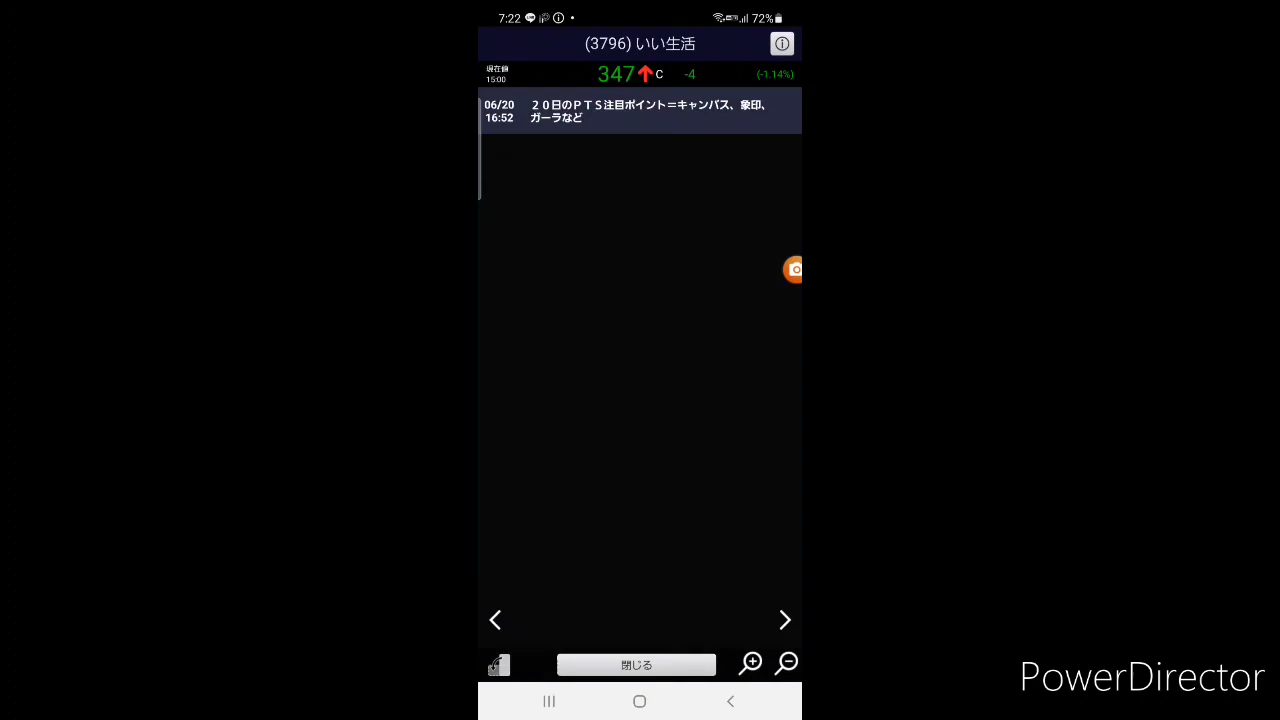 7:22
72%
(3796) いい生活
現在値
15:00
347 C -4 (-1.14%)
06/20
16:52
２０日のＰＴＳ注目ポイント＝キャンバス、象印、
ガーラなど
閉じる
PowerDirector